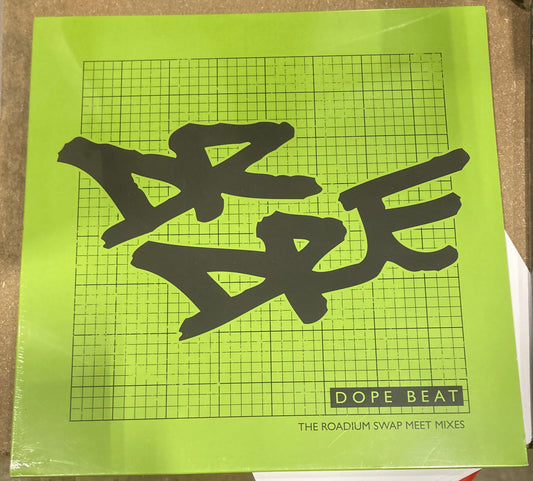 DR
DRE
DOPE BEAT
THE ROADIUM SWAP MEET MIXES